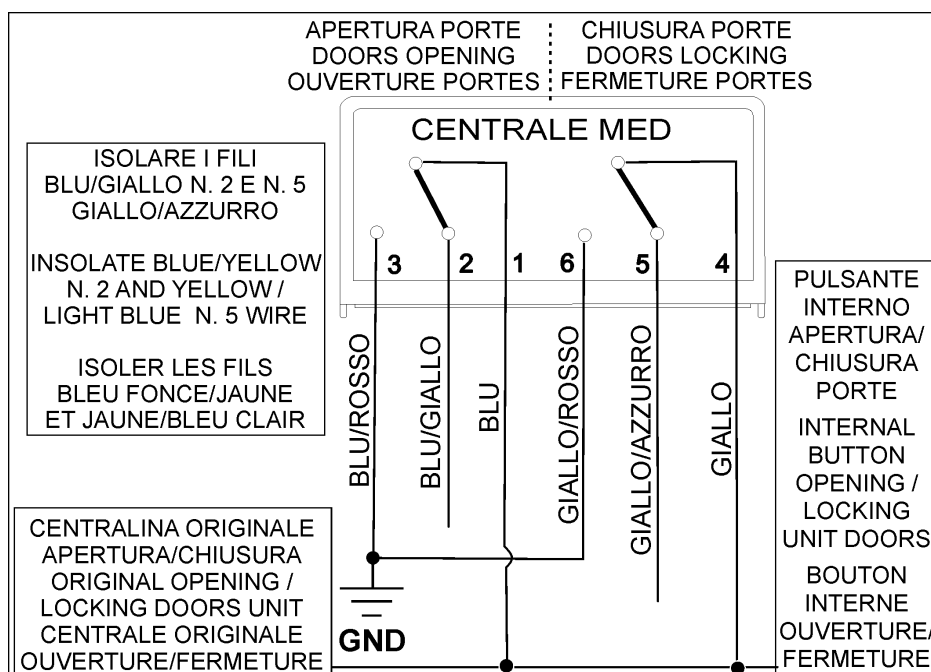 APERTURA PORTE
DOORS OPENING
OUVERTURE PORTES
CHIUSURA PORTE
DOORS LOCKING
FERMETURE PORTES
CENTRALE MED
ISOLARE I FILI
BLU/GIALLO N. 2 E N. 5
GIALLO/AZZURRO
INSOLATE BLUE/YELLOW
N. 2 AND YELLOW /
LIGHT BLUE N. 5 WIRE
ISOLER LES FILS
BLEU FONCE/JAUNE
ET JAUNE/BLEU CLAIR
3
2
1
6
5
4
BLU/ROSSO
BLU/GIALLO
BLU
GIALLO/ROSSO
GIALLO/AZZURRO
GIALLO
PULSANTE
INTERNO
APERTURA/
CHIUSURA
PORTE
INTERNAL
BUTTON
OPENING /
LOCKING
UNIT DOORS
BOUTON
INTERNE
OUVERTURE/
FERMETURE
CENTRALINA ORIGINALE
APERTURA/CHIUSURA
ORIGINAL OPENING /
LOCKING DOORS UNIT
CENTRALE ORIGINALE
OUVERTURE/FERMETURE
GND